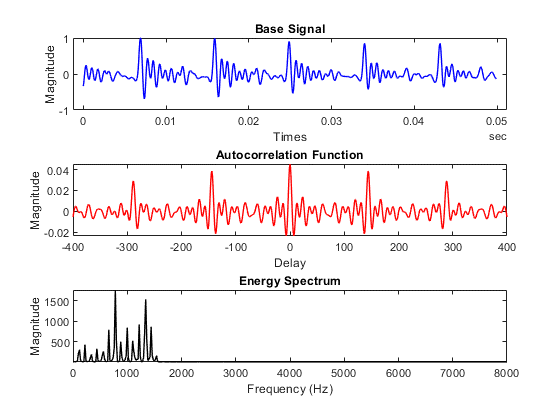 Base Signal
1
0
-1
Magnitude
0 0.01 0.02 0.03 0.04 0.05
Times
sec
Autocorrelation Function
0.04
0.02
0
-0.02
Magnitude
-400 -300 -200 -100 0 100 200 300 400
Delay
Energy Spectrum
1500
1000
500
Magnitude
0 1000 2000 3000 4000 5000 6000 7000 8000
Frequency (Hz)